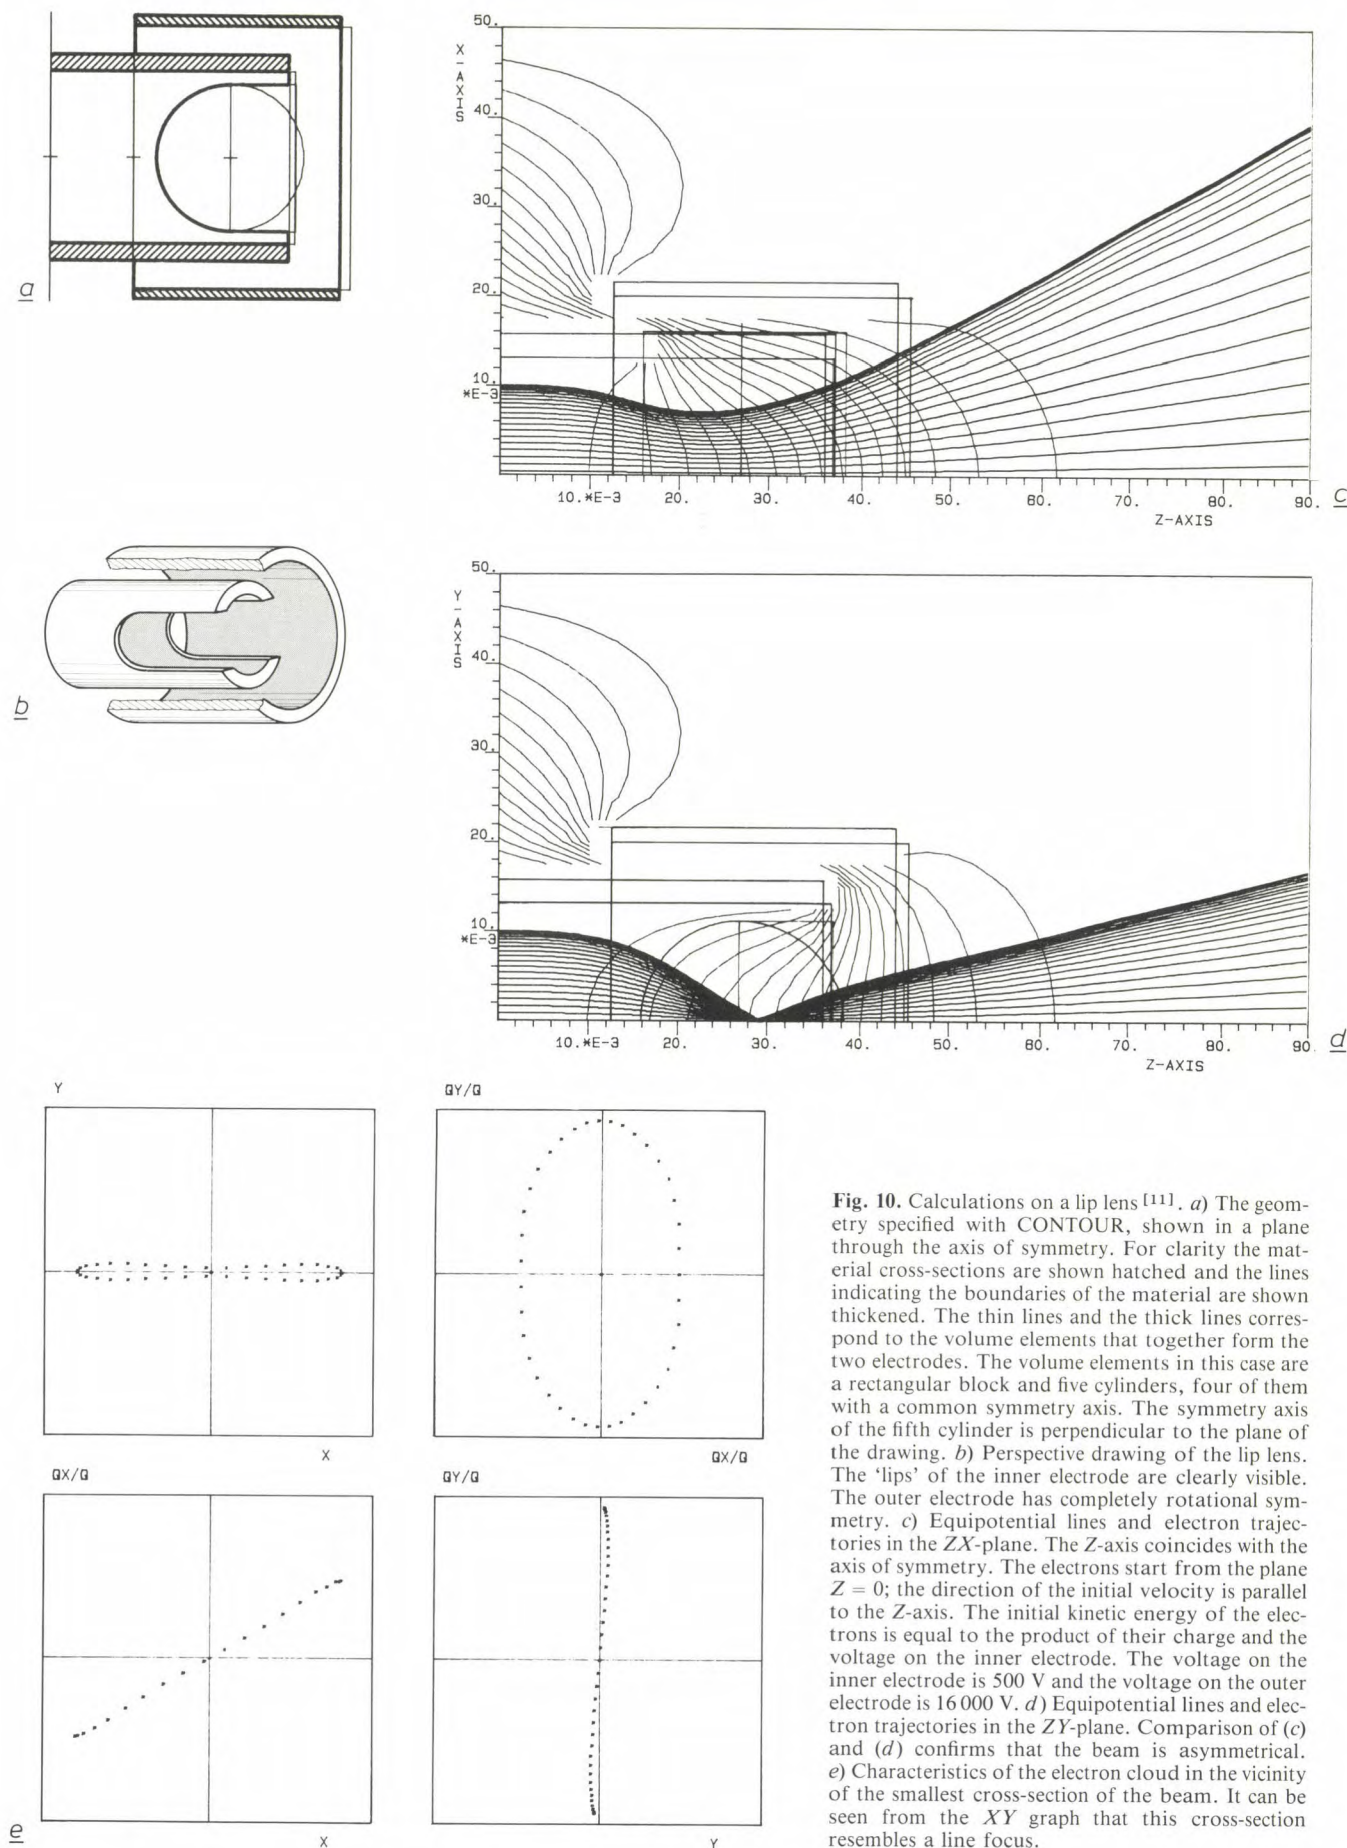 a
50.
X
-
A
X
I
S
40.
30.
20.
10.
*E-3
10.*E-3 20. 30. 40. 50. 60. 70. 80. 90.
Z-AXIS
c
b
50.
Y
-
A
X
I
S
40.
30.
20.
10.
*E-3
10.*E-3 20. 30. 40. 50. 60. 70. 80. 90
Z-AXIS
d
Y
X
QY/Q
QX/Q
QX/Q
X
QY/Q
Y
e
Fig. 10. Calculations on a lip lens [11]. a) The geom-
etry specified with CONTOUR, shown in a plane
through the axis of symmetry. For clarity the mat-
erial cross-sections are shown hatched and the lines
indicating the boundaries of the material are shown
thickened. The thin lines and the thick lines corres-
pond to the volume elements that together form the
two electrodes. The volume elements in this case are
a rectangular block and five cylinders, four of them
with a common symmetry axis. The symmetry axis
of the fifth cylinder is perpendicular to the plane of
the drawing. b) Perspective drawing of the lip lens.
The ‘lips’ of the inner electrode are clearly visible.
The outer electrode has completely rotational sym-
metry. c) Equipotential lines and electron trajec-
tories in the ZX-plane. The Z-axis coincides with the
axis of symmetry. The electrons start from the plane
Z = 0; the direction of the initial velocity is parallel
to the Z-axis. The initial kinetic energy of the elec-
trons is equal to the product of their charge and the
voltage on the inner electrode. The voltage on the
inner electrode is 500 V and the voltage on the outer
electrode is 16 000 V. d) Equipotential lines and elec-
tron trajectories in the ZY-plane. Comparison of (c)
and (d) confirms that the beam is asymmetrical.
e) Characteristics of the electron cloud in the vicinity
of the smallest cross-section of the beam. It can be
seen from the XY graph that this cross-section
resembles a line focus.